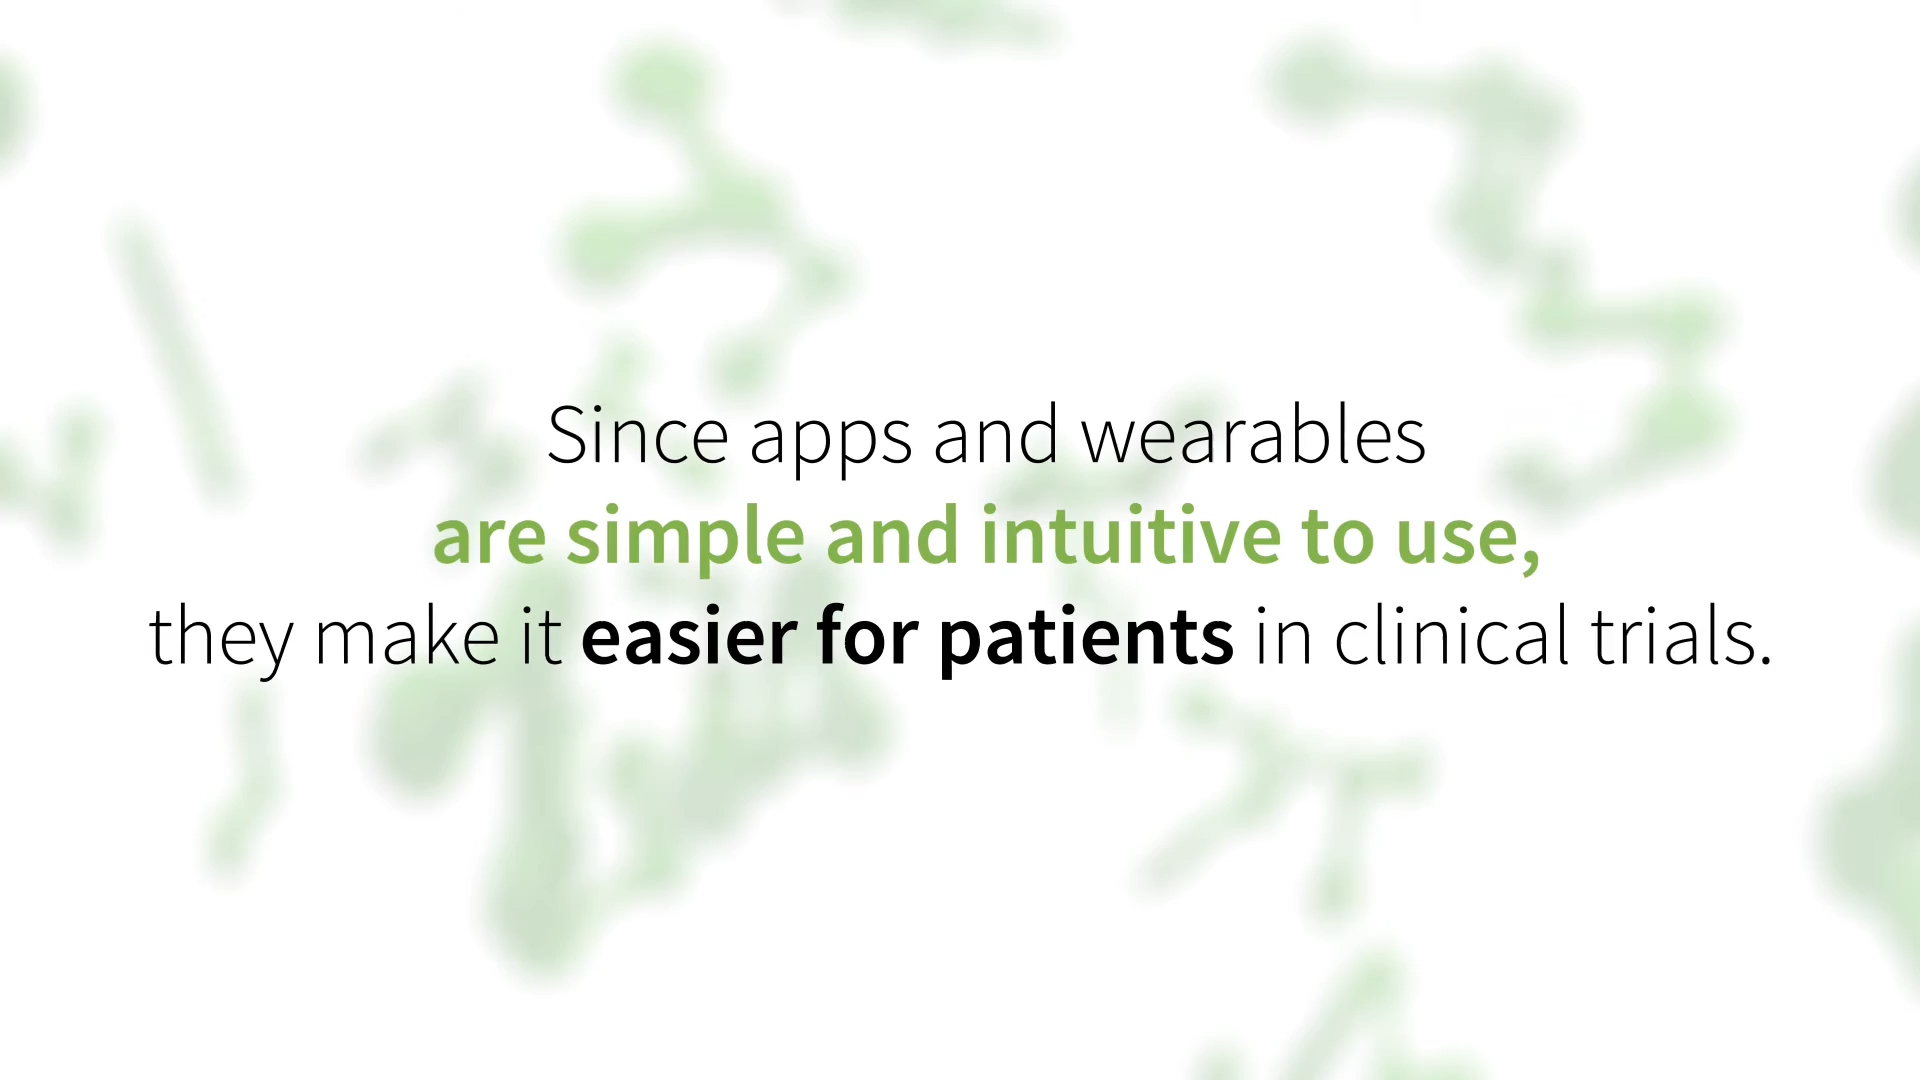 Since apps and wearables
are simple and intuitive to use,
they make it easier for patients in clinical trials.